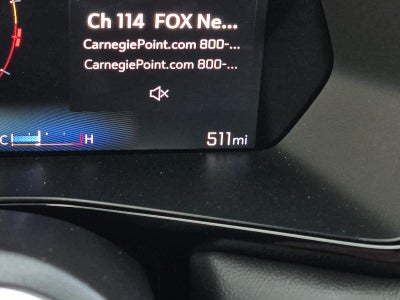 Ch 114 FOX Ne...
CarnegiePoint.com 800-...
CarnegiePoint.com 800-...
C H
511mi